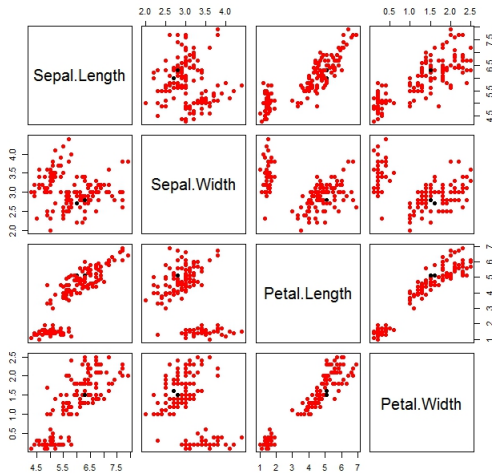 2.0 2.5 3.0 3.5 4.0
0.5 1.0 1.5 2.0 2.5
Sepal.Length
4.5 5.5 6.5 7.5
2.0 2.5 3.0 3.5 4.0
Sepal.Width
Petal.Length
1 2 3 4 5 6 7
0.5 1.0 1.5 2.0 2.5
Petal.Width
4.5 5.5 6.5 7.5
1 2 3 4 5 6 7